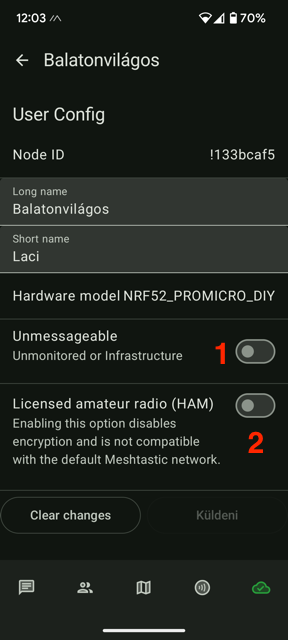 12:03 70%
Balatonvilágos
User Config
Node ID !133bcaf5
Long name
Balatonvilágos
Short name
Laci
Hardware model NRF52_PROMICRO_DIY
Unmessageable
Unmonitored or Infrastructure 1
Licensed amateur radio (HAM)
Enabling this option disables
encryption and is not compatible 2
with the default Meshtastic network.
Clear changes Küldeni